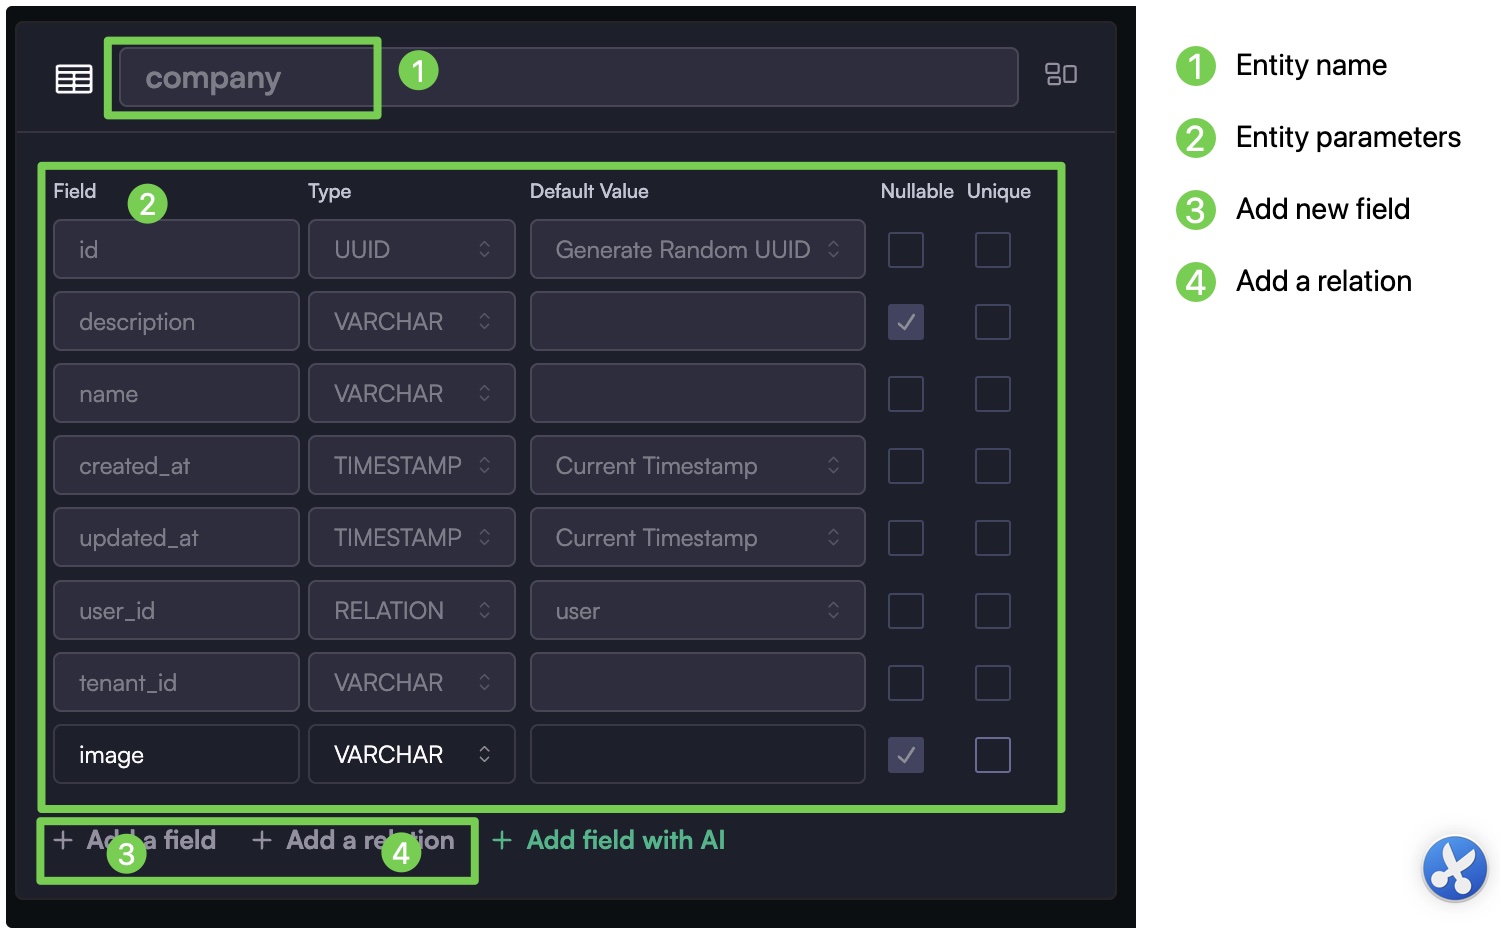 company
1
Field 2 Type Default Value Nullable Unique
id UUID Generate Random UUID
description VARCHAR
name VARCHAR
created_at TIMESTAMP Current Timestamp
updated_at TIMESTAMP Current Timestamp
user_id RELATION user
tenant_id VARCHAR
image VARCHAR
+ Add a field + Add a relation + Add field with AI
3 4
1 Entity name
2 Entity parameters
3 Add new field
4 Add a relation